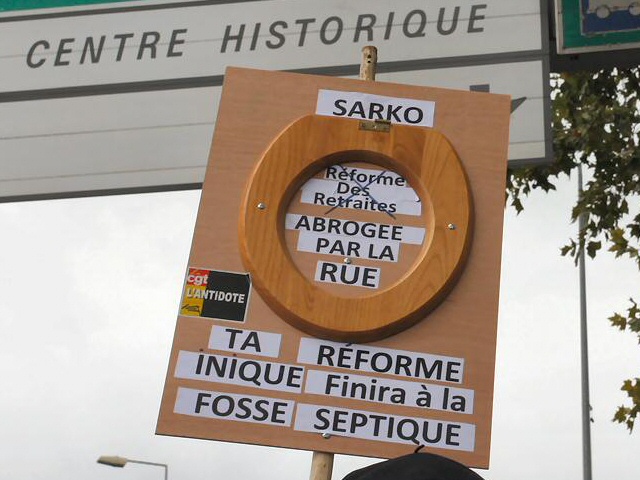 CENTRE HISTORIQUE
SARKO
Réforme
Des
Retraites
ABROGEE
PAR LA
RUE
cgt
L'ANTIDOTE
TA RÉFORME
INIQUE Finira à la
FOSSE SEPTIQUE